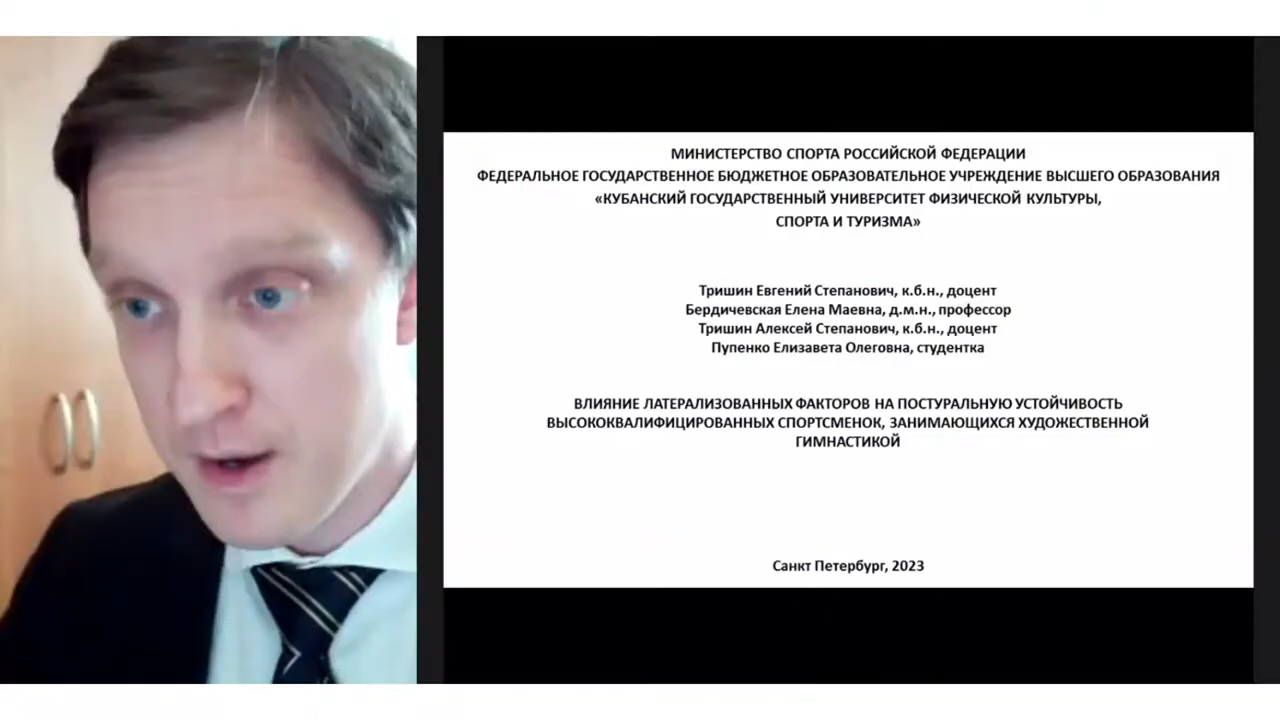 МИНИСТЕРСТВО СПОРТА РОССИЙСКОЙ ФЕДЕРАЦИИ
ФЕДЕРАЛЬНОЕ ГОСУДАРСТВЕННОЕ БЮДЖЕТНОЕ ОБРАЗОВАТЕЛЬНОЕ УЧРЕЖДЕНИЕ ВЫСШЕГО ОБРАЗОВАНИЯ
«КУБАНСКИЙ ГОСУДАРСТВЕННЫЙ УНИВЕРСИТЕТ ФИЗИЧЕСКОЙ КУЛЬТУРЫ,
СПОРТА И ТУРИЗМА»
Тришин Евгений Степанович, к.б.н., доцент
Бердичевская Елена Маевна, д.м.н., профессор
Тришин Алексей Степанович, к.б.н., доцент
Пупенко Елизавета Олеговна, студентка
ВЛИЯНИЕ ЛАТЕРАЛИЗОВАННЫХ ФАКТОРОВ НА ПОСТУРАЛЬНУЮ УСТОЙЧИВОСТЬ
ВЫСОКОКВАЛИФИЦИРОВАННЫХ СПОРТСМЕНОК, ЗАНИМАЮЩИХСЯ ХУДОЖЕСТВЕННОЙ
ГИМНАСТИКОЙ
Санкт Петербург, 2023